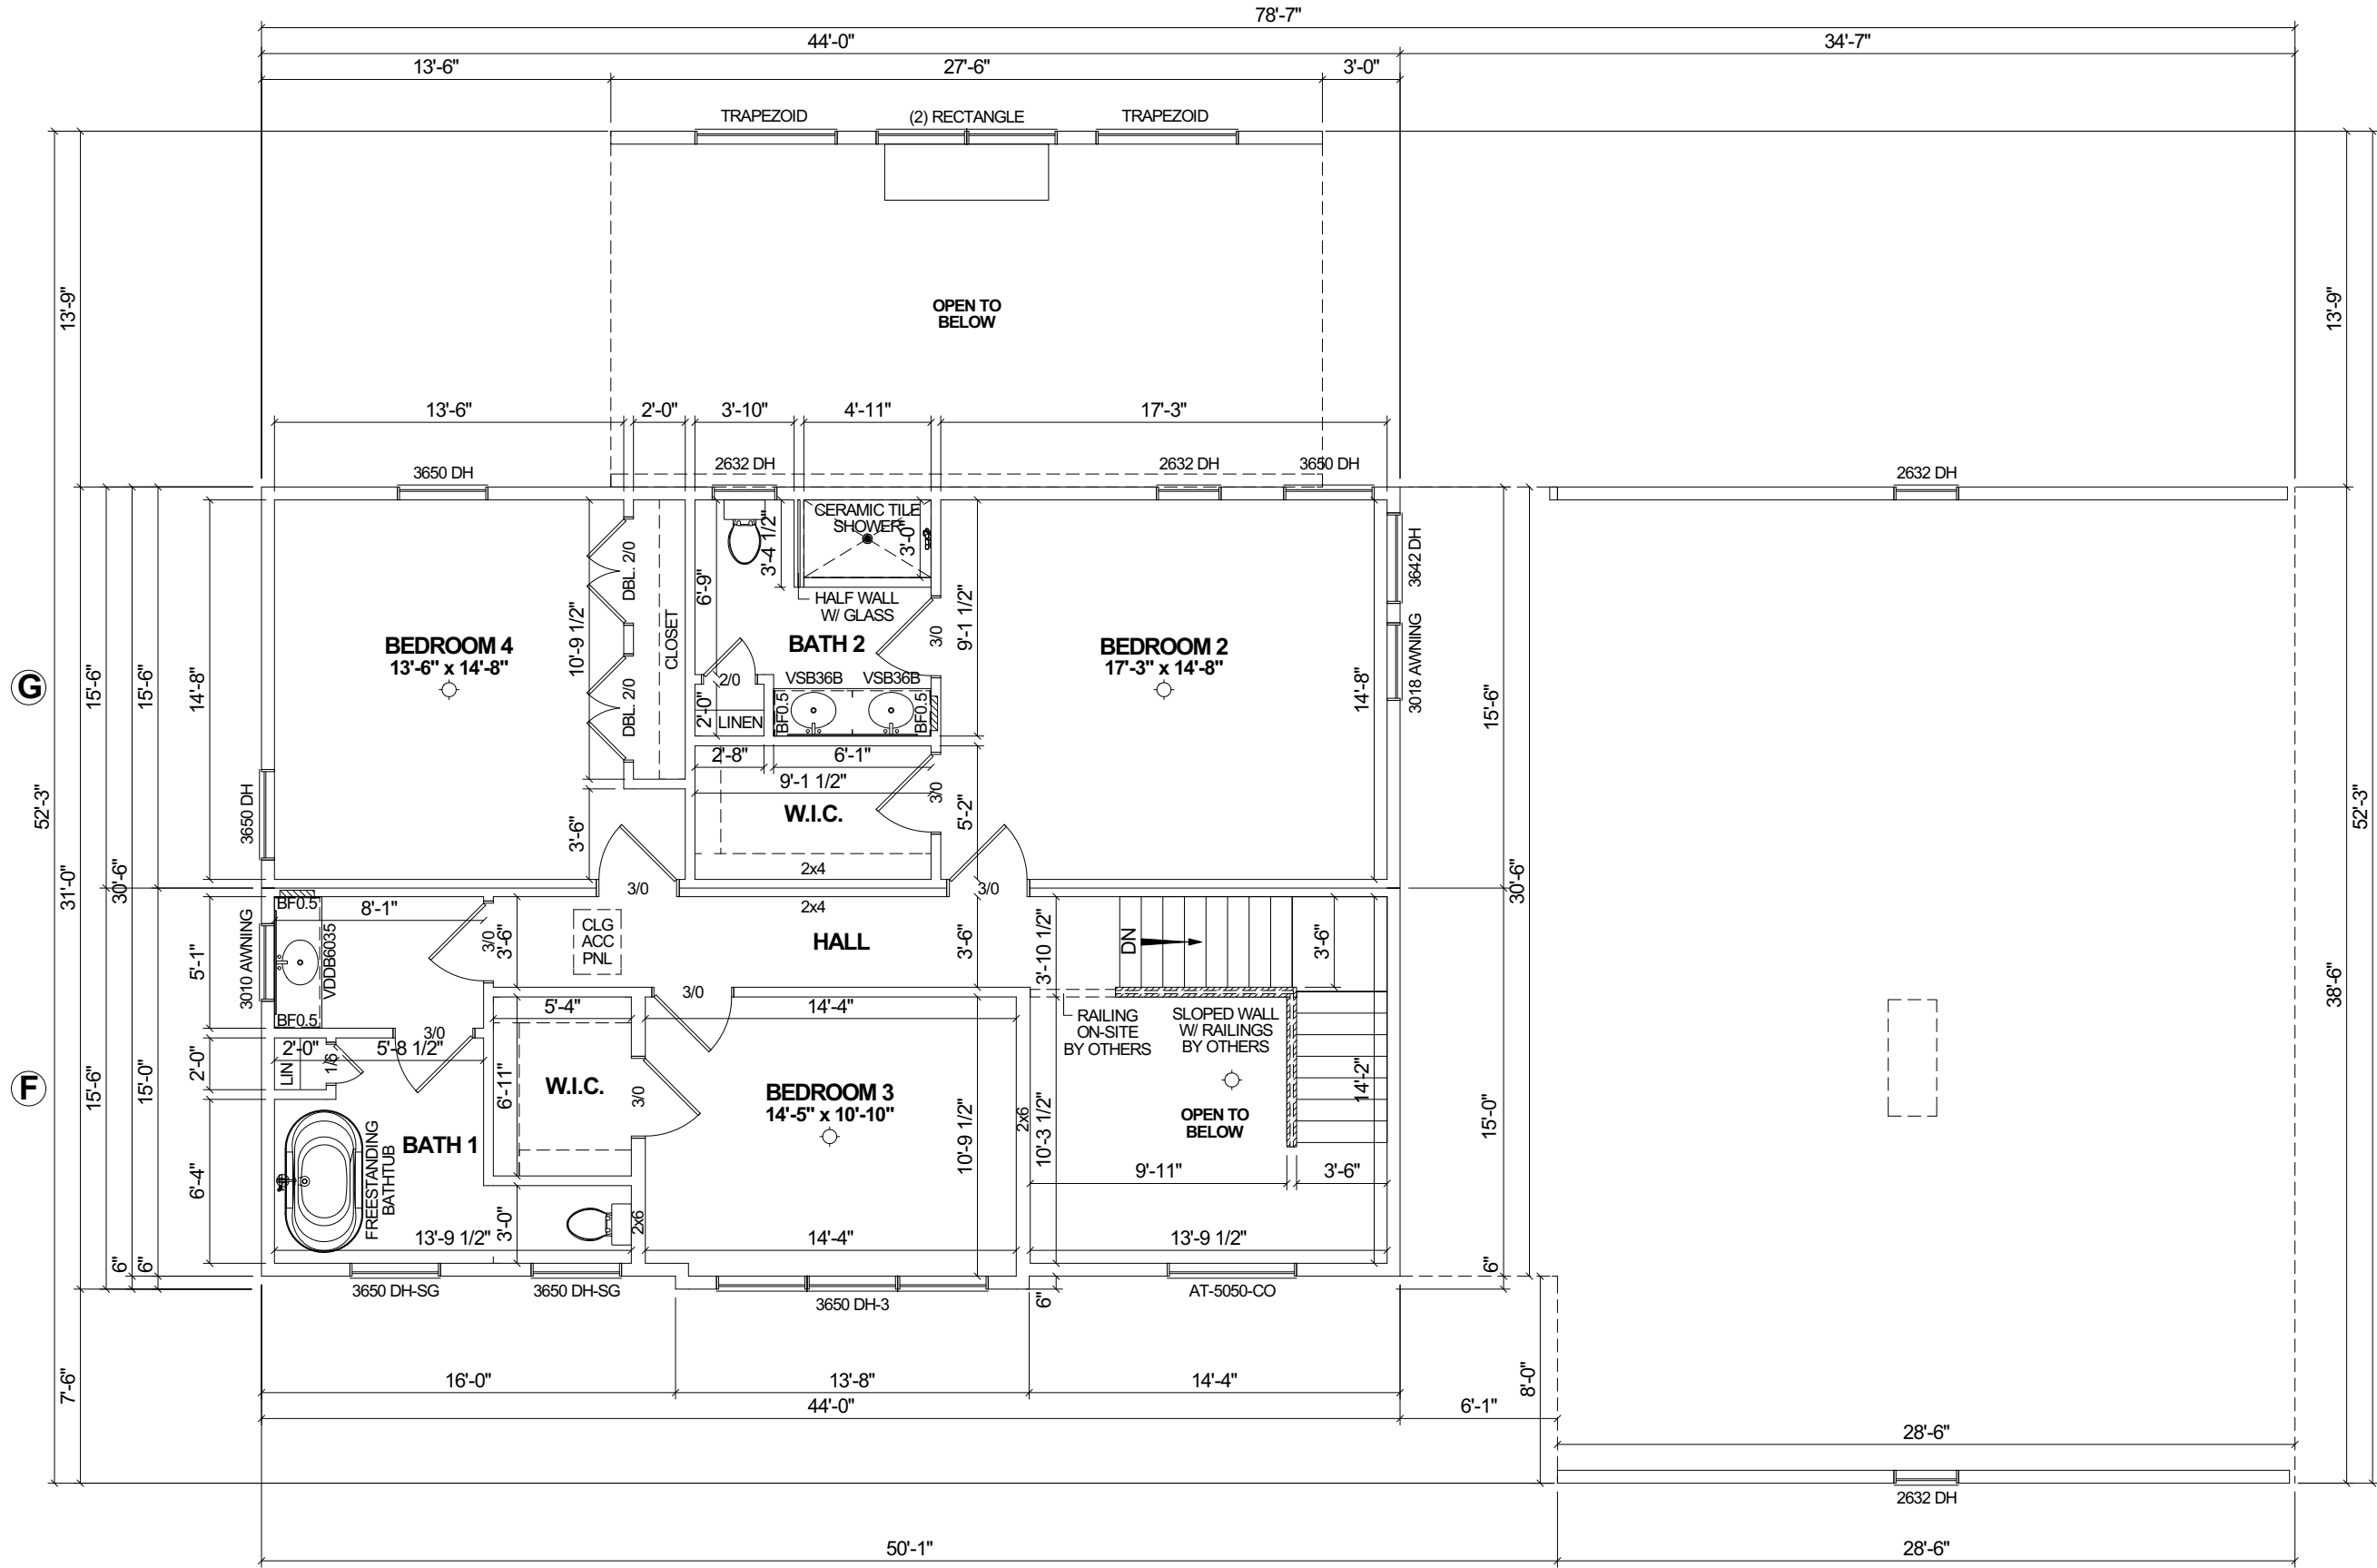 78'-7"
44'-0"
34'-7"
13'-6"
27'-6"
3'-0"
TRAPEZOID
(2) RECTANGLE
TRAPEZOID
13'-9"
13'-9"
OPEN TO
BELOW
13'-6"
2'-0"
3'-10"
4'-11"
17'-3"
3650 DH
2632 DH
2632 DH
3650 DH
2632 DH
CERAMIC TILE
SHOWER
3'-0"
3'-4 1/2"
DBL. 2/0
6'-9"
3642 DH
HALF WALL
W/ GLASS
10'-9 1/2"
CLOSET
9'-1 1/2"
3/0
3018 AWNING
BEDROOM 4
13'-6" x 14'-8"
BATH 2
BEDROOM 2
17'-3" x 14'-8"
G
15'-6"
15'-6"
14'-8"
2/0
VSB36B
VSB36B
14'-8"
15'-6"
DBL. 2/0
2'-0"
LINEN
BF0.5
BF0.5
2'-8"
6'-1"
9'-1 1/2"
3/0
52'-3"
3650 DH
3'-6"
W.I.C.
5'-2"
52'-3"
31'-0"
30'-6"
2x4
3/0
3/0
30'-6"
BF0.5
8'-1"
2x4
3010 AWNING
5'-1"
VDDB6035
3/0
3'-6"
CLG
ACC
PNL
HALL
3'-6"
3'-10 1/2"
DN
3'-6"
38'-6"
BF0.5
3/0
3/0
5'-4"
14'-4"
RAILING
ON-SITE
BY OTHERS
SLOPED WALL
W/ RAILINGS
BY OTHERS
2'-0"
LIN
2'-0"
1/6
5'-8 1/2"
F
15'-6"
15'-0"
6'-11"
W.I.C.
3/0
BEDROOM 3
14'-5" x 10'-10"
2x6
10'-9 1/2"
10'-3 1/2"
OPEN TO
BELOW
14'-2"
15'-0"
6'-4"
FREESTANDING
BATHTUB
BATH 1
9'-11"
3'-6"
13'-9 1/2"
3'-0"
2x6
14'-4"
13'-9 1/2"
6"
6"
6"
6"
3650 DH-SG
3650 DH-SG
3650 DH-3
AT-5050-CO
7'-6"
16'-0"
13'-8"
14'-4"
8'-0"
44'-0"
6'-1"
28'-6"
2632 DH
50'-1"
28'-6"